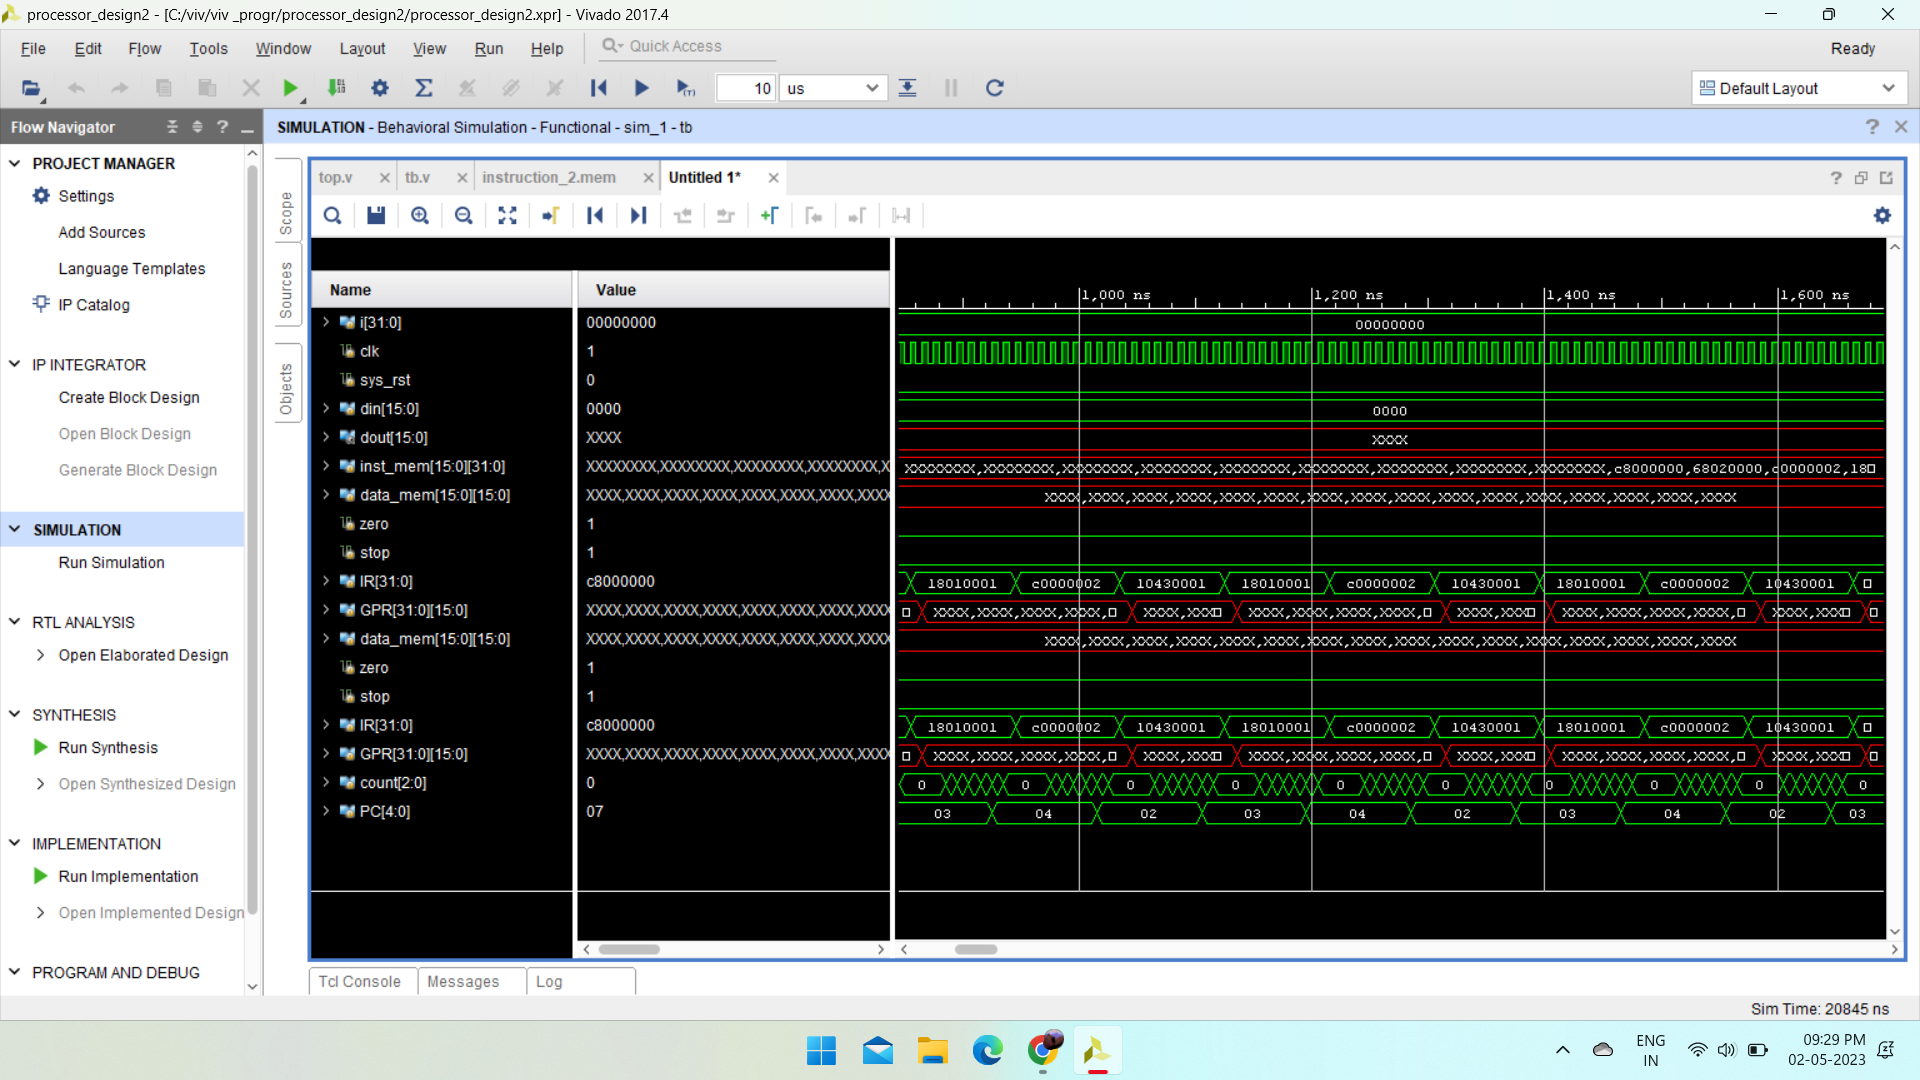 processor_design2 - [C:/viv/viv _progr/processor_design2/processor_design2.xpr] - Vivado 2017.4
File Edit Flow Tools Window Layout View Run Help Quick Access Ready
10 us Default Layout
Flow Navigator
SIMULATION - Behavioral Simulation - Functional - sim_1 - tb
PROJECT MANAGER
Settings
Add Sources
Language Templates
IP Catalog
IP INTEGRATOR
Create Block Design
Open Block Design
Generate Block Design
SIMULATION
Run Simulation
RTL ANALYSIS
Open Elaborated Design
SYNTHESIS
Run Synthesis
Open Synthesized Design
IMPLEMENTATION
Run Implementation
Open Implemented Design
PROGRAM AND DEBUG
Scope
Sources
Objects
top.v tb.v instruction_2.mem Untitled 1*
Name Value
1,000 ns 1,200 ns 1,400 ns 1,600 ns
i[31:0] 00000000 00000000
clk 1
sys_rst 0
din[15:0] 0000 0000
dout[15:0] XXXX XXXX
inst_mem[15:0][31:0] XXXXXXXX,XXXXXXXX,XXXXXXXX,XXXXXXXX,X XXXXXXXX,XXXXXXXX,XXXXXXXX,XXXXXXXX,XXXXXXXX,XXXXXXXX,XXXXXXXX,XXXXXXXX,XXXXXXXX,c8000000,68020000,c0000002,18
data_mem[15:0][15:0] XXXX,XXXX,XXXX,XXXX,XXXX,XXXX,XXXX XXXX,XXXX,XXXX,XXXX,XXXX,XXXX,XXXX,XXXX,XXXX,XXXX,XXXX,XXXX,XXXX,XXXX,XXXX,XXXX
zero 1
stop 1
IR[31:0] c8000000 18010001 c0000002 10430001 18010001 c0000002 10430001 18010001 c0000002 10430001
GPR[31:0][15:0] XXXX,XXXX,XXXX,XXXX,XXXX,XXXX,XXXX XXXX,XXXX,XXXX,XXXX, XXXX,XXXX XXXX,XXXX,XXXX,XXXX, XXXX,XXXX XXXX,XXXX,XXXX,XXXX, XXXX,XXXX
data_mem[15:0][15:0] XXXX,XXXX,XXXX,XXXX,XXXX,XXXX,XXXX XXXX,XXXX,XXXX,XXXX,XXXX,XXXX,XXXX,XXXX,XXXX,XXXX,XXXX,XXXX,XXXX,XXXX,XXXX,XXXX
zero 1
stop 1
IR[31:0] c8000000 18010001 c0000002 10430001 18010001 c0000002 10430001 18010001 c0000002 10430001
GPR[31:0][15:0] XXXX,XXXX,XXXX,XXXX,XXXX,XXXX,XXXX XXXX,XXXX,XXXX,XXXX, XXXX,XXXX XXXX,XXXX,XXXX,XXXX, XXXX,XXXX XXXX,XXXX,XXXX,XXXX, XXXX,XXXX
count[2:0] 0 0 0 0 0 0 0 0 0 0 0
PC[4:0] 07 03 04 02 03 04 02 03 04 02 03
Tcl Console Messages Log
Sim Time: 20845 ns
ENG
IN
09:29 PM
02-05-2023